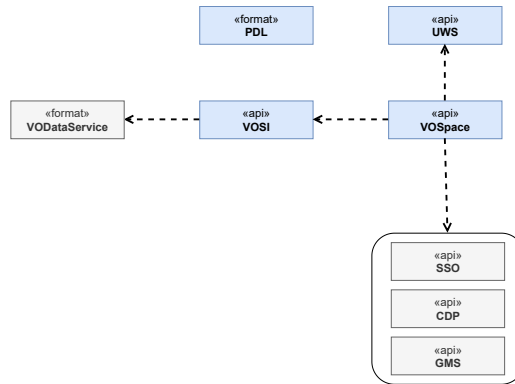 «format»
PDL
«api»
UWS
«format»
VODataService
«api»
VOSI
«api»
VOSpace
«api»
SSO
«api»
CDP
«api»
GMS